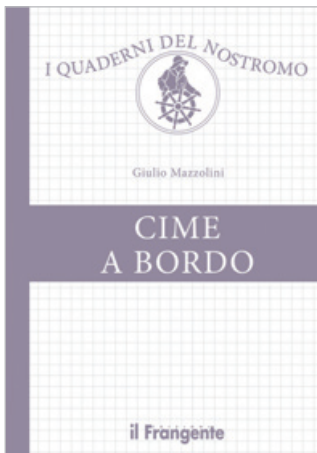 I QUADERNI DEL NOSTROMO
Giulio Mazzolini
CIME
A BORDO
il Frangente